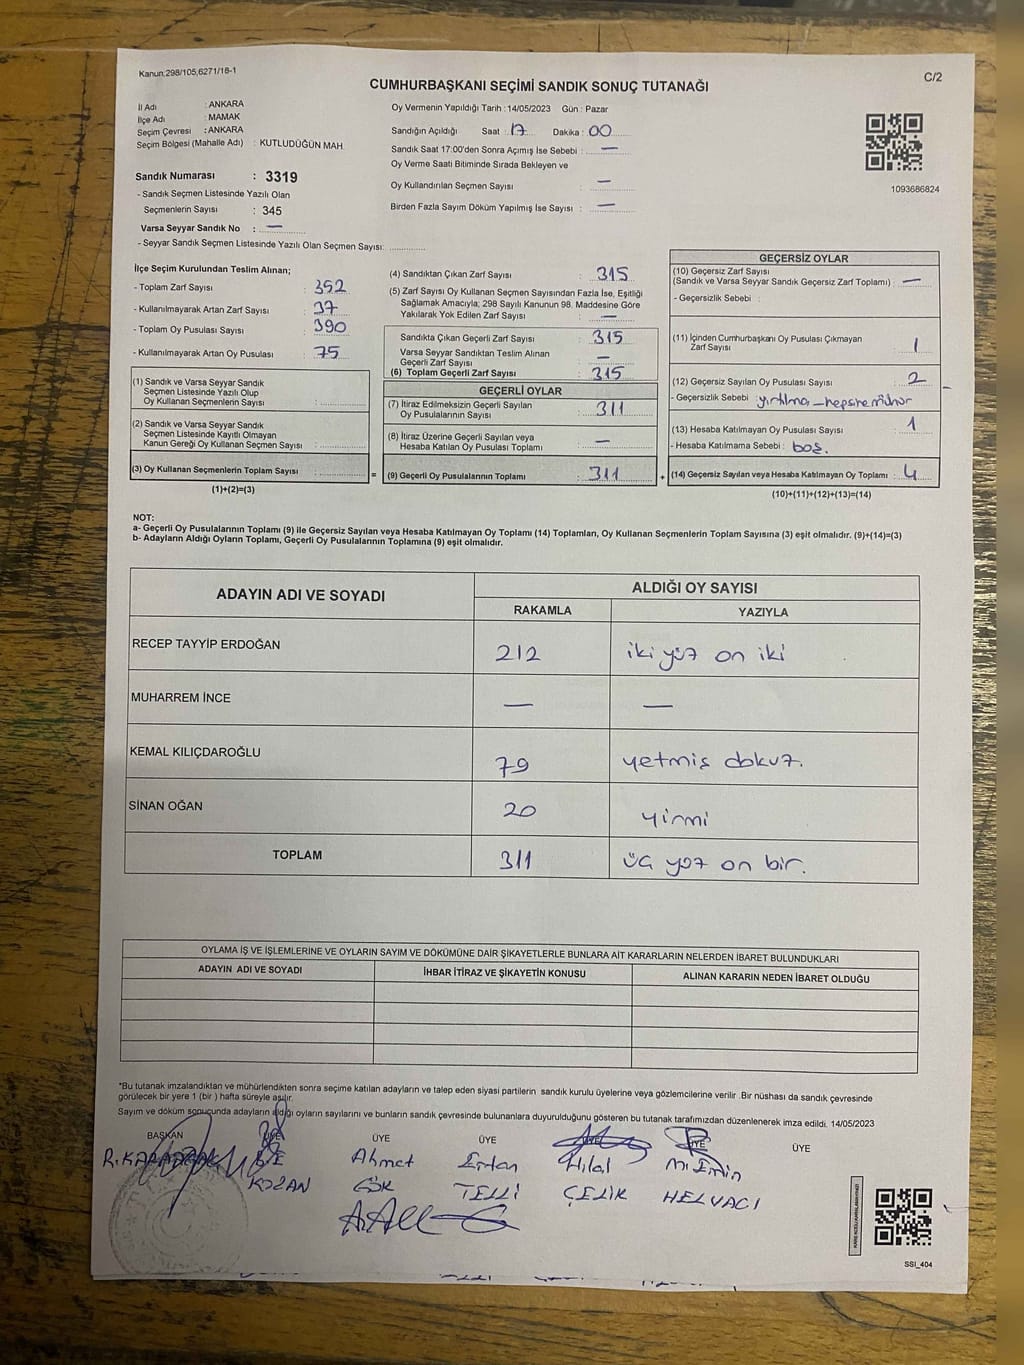 Kanun:298/105,6271/18-1
C/2
CUMHURBAŞKANI SEÇİMİ SANDIK SONUÇ TUTANAĞI
İl Adı : ANKARA
İlçe Adı : MAMAK
Seçim Çevresi : ANKARA
Seçim Bölgesi (Mahalle Adı) : KUTLUDÜĞÜN MAH.
Sandık Numarası : 3319
- Sandık Seçmen Listesinde Yazılı Olan
Seçmenlerin Sayısı : 345
Varsa Seyyar Sandık No : —
- Seyyar Sandık Seçmen Listesinde Yazılı Olan Seçmen Sayısı: ............
Oy Vermenin Yapıldığı Tarih : 14/05/2023 Gün : Pazar
Sandığın Açıldığı Saat : 17 Dakika : 00
Sandık Saat 17:00'den Sonra Açımış İse Sebebi : —
Oy Verme Saati Bitiminde Sırada Bekleyen ve
Oy Kullandırılan Seçmen Sayısı : —
Birden Fazla Sayım Döküm Yapılmış İse Sayısı : —
1093686824
İlçe Seçim Kurulundan Teslim Alınan;
- Toplam Zarf Sayısı : 352
- Kullanılmayarak Artan Zarf Sayısı : 37
- Toplam Oy Pusulası Sayısı : 390
- Kullanılmayarak Artan Oy Pusulası : 75
(1) Sandık ve Varsa Seyyar Sandık
Seçmen Listesinde Yazılı Olup
Oy Kullanan Seçmenlerin Sayısı :
(2) Sandık ve Varsa Seyyar Sandık
Seçmen Listesinde Kayıtlı Olmayan
Kanun Gereği Oy Kullanan Seçmen Sayısı :
(3) Oy Kullanan Seçmenlerin Toplam Sayısı :
(1)+(2)=(3)
=
(4) Sandıktan Çıkan Zarf Sayısı : 315
(5) Zarf Sayısı Oy Kullanan Seçmen Sayısından Fazla İse, Eşitliği
Sağlamak Amacıyla; 298 Sayılı Kanunun 98. Maddesine Göre
Yakılarak Yok Edilen Zarf Sayısı : —
Sandıkta Çıkan Geçerli Zarf Sayısı : 315
Varsa Seyyar Sandıktan Teslim Alınan
Geçerli Zarf Sayısı : —
(6) Toplam Geçerli Zarf Sayısı : 315
GEÇERLİ OYLAR
(7) İtiraz Edilmeksizin Geçerli Sayılan
Oy Pusulalarının Sayısı : 311
(8) İtiraz Üzerine Geçerli Sayılan veya
Hesaba Katılan Oy Pusulası Toplamı : —
(9) Geçerli Oy Pusulalarının Toplamı : 311
+
GEÇERSİZ OYLAR
(10) Geçersiz Zarf Sayısı
(Sandık ve Varsa Seyyar Sandık Geçersiz Zarf Toplamı) : —
- Geçersizlik Sebebi :
(11) İçinden Cumhurbaşkanı Oy Pusulası Çıkmayan
Zarf Sayısı : 1
(12) Geçersiz Sayılan Oy Pusulası Sayısı : 2
- Geçersizlik Sebebi : yırtılma
(13) Hesaba Katılmayan Oy Pusulası Sayısı : 1
- Hesaba Katılmama Sebebi : boş.
(14) Geçersiz Sayılan veya Hesaba Katılmayan Oy Toplamı : 4
(10)+(11)+(12)+(13)=(14)
NOT:
a- Geçerli Oy Pusulalarının Toplamı (9) ile Geçersiz Sayılan veya Hesaba Katılmayan Oy Toplamı (14) Toplamları, Oy Kullanan Seçmenlerin Toplam Sayısına (3) eşit olmalıdır. (9)+(14)=(3)
b- Adayların Aldığı Oyların Toplamı, Geçerli Oy Pusulalarının Toplamına (9) eşit olmalıdır.
ADAYIN ADI VE SOYADI ALDIĞI OY SAYISI
RAKAMLA YAZIYLA
RECEP TAYYİP ERDOĞAN 212 iki yüz on iki
MUHARREM İNCE — —
KEMAL KILIÇDAROĞLU 79 yetmiş dokuz.
SİNAN OĞAN 20 yirmi
TOPLAM 311 üç yüz on bir.
OYLAMA İŞ VE İŞLEMLERİNE VE OYLARIN SAYIM VE DÖKÜMÜNE DAİR ŞİKAYETLERLE BUNLARA AİT KARARLARIN NELERDEN İBARET BULUNDUKLARI
ADAYIN ADI VE SOYADI İHBAR İTİRAZ VE ŞİKAYETİN KONUSU ALINAN KARARIN NEDEN İBARET OLDUĞU
*Bu tutanak imzalandıktan ve mühürlendikten sonra seçime katılan adayların ve talep eden siyasi partilerin sandık kurulu üyelerine veya gözlemcilerine verilir .Bir nüshası da sandık çevresinde
görülecek bir yere 1 (bir ) hafta süreyle asılır.
Sayım ve döküm sonucunda adayların aldığı oyların sayılarını ve bunların sandık çevresinde bulunanlara duyurulduğunu gösteren bu tutanak tarafımızdan düzenlenerek imza edildi. 14/05/2023
BAŞKAN ÜYE ÜYE ÜYE ÜYE ÜYE ÜYE
Ahmet Erdan Hilal M.Emin
KOZAN GÖK TELLİ ÇELİK HELVACI
SSI_404